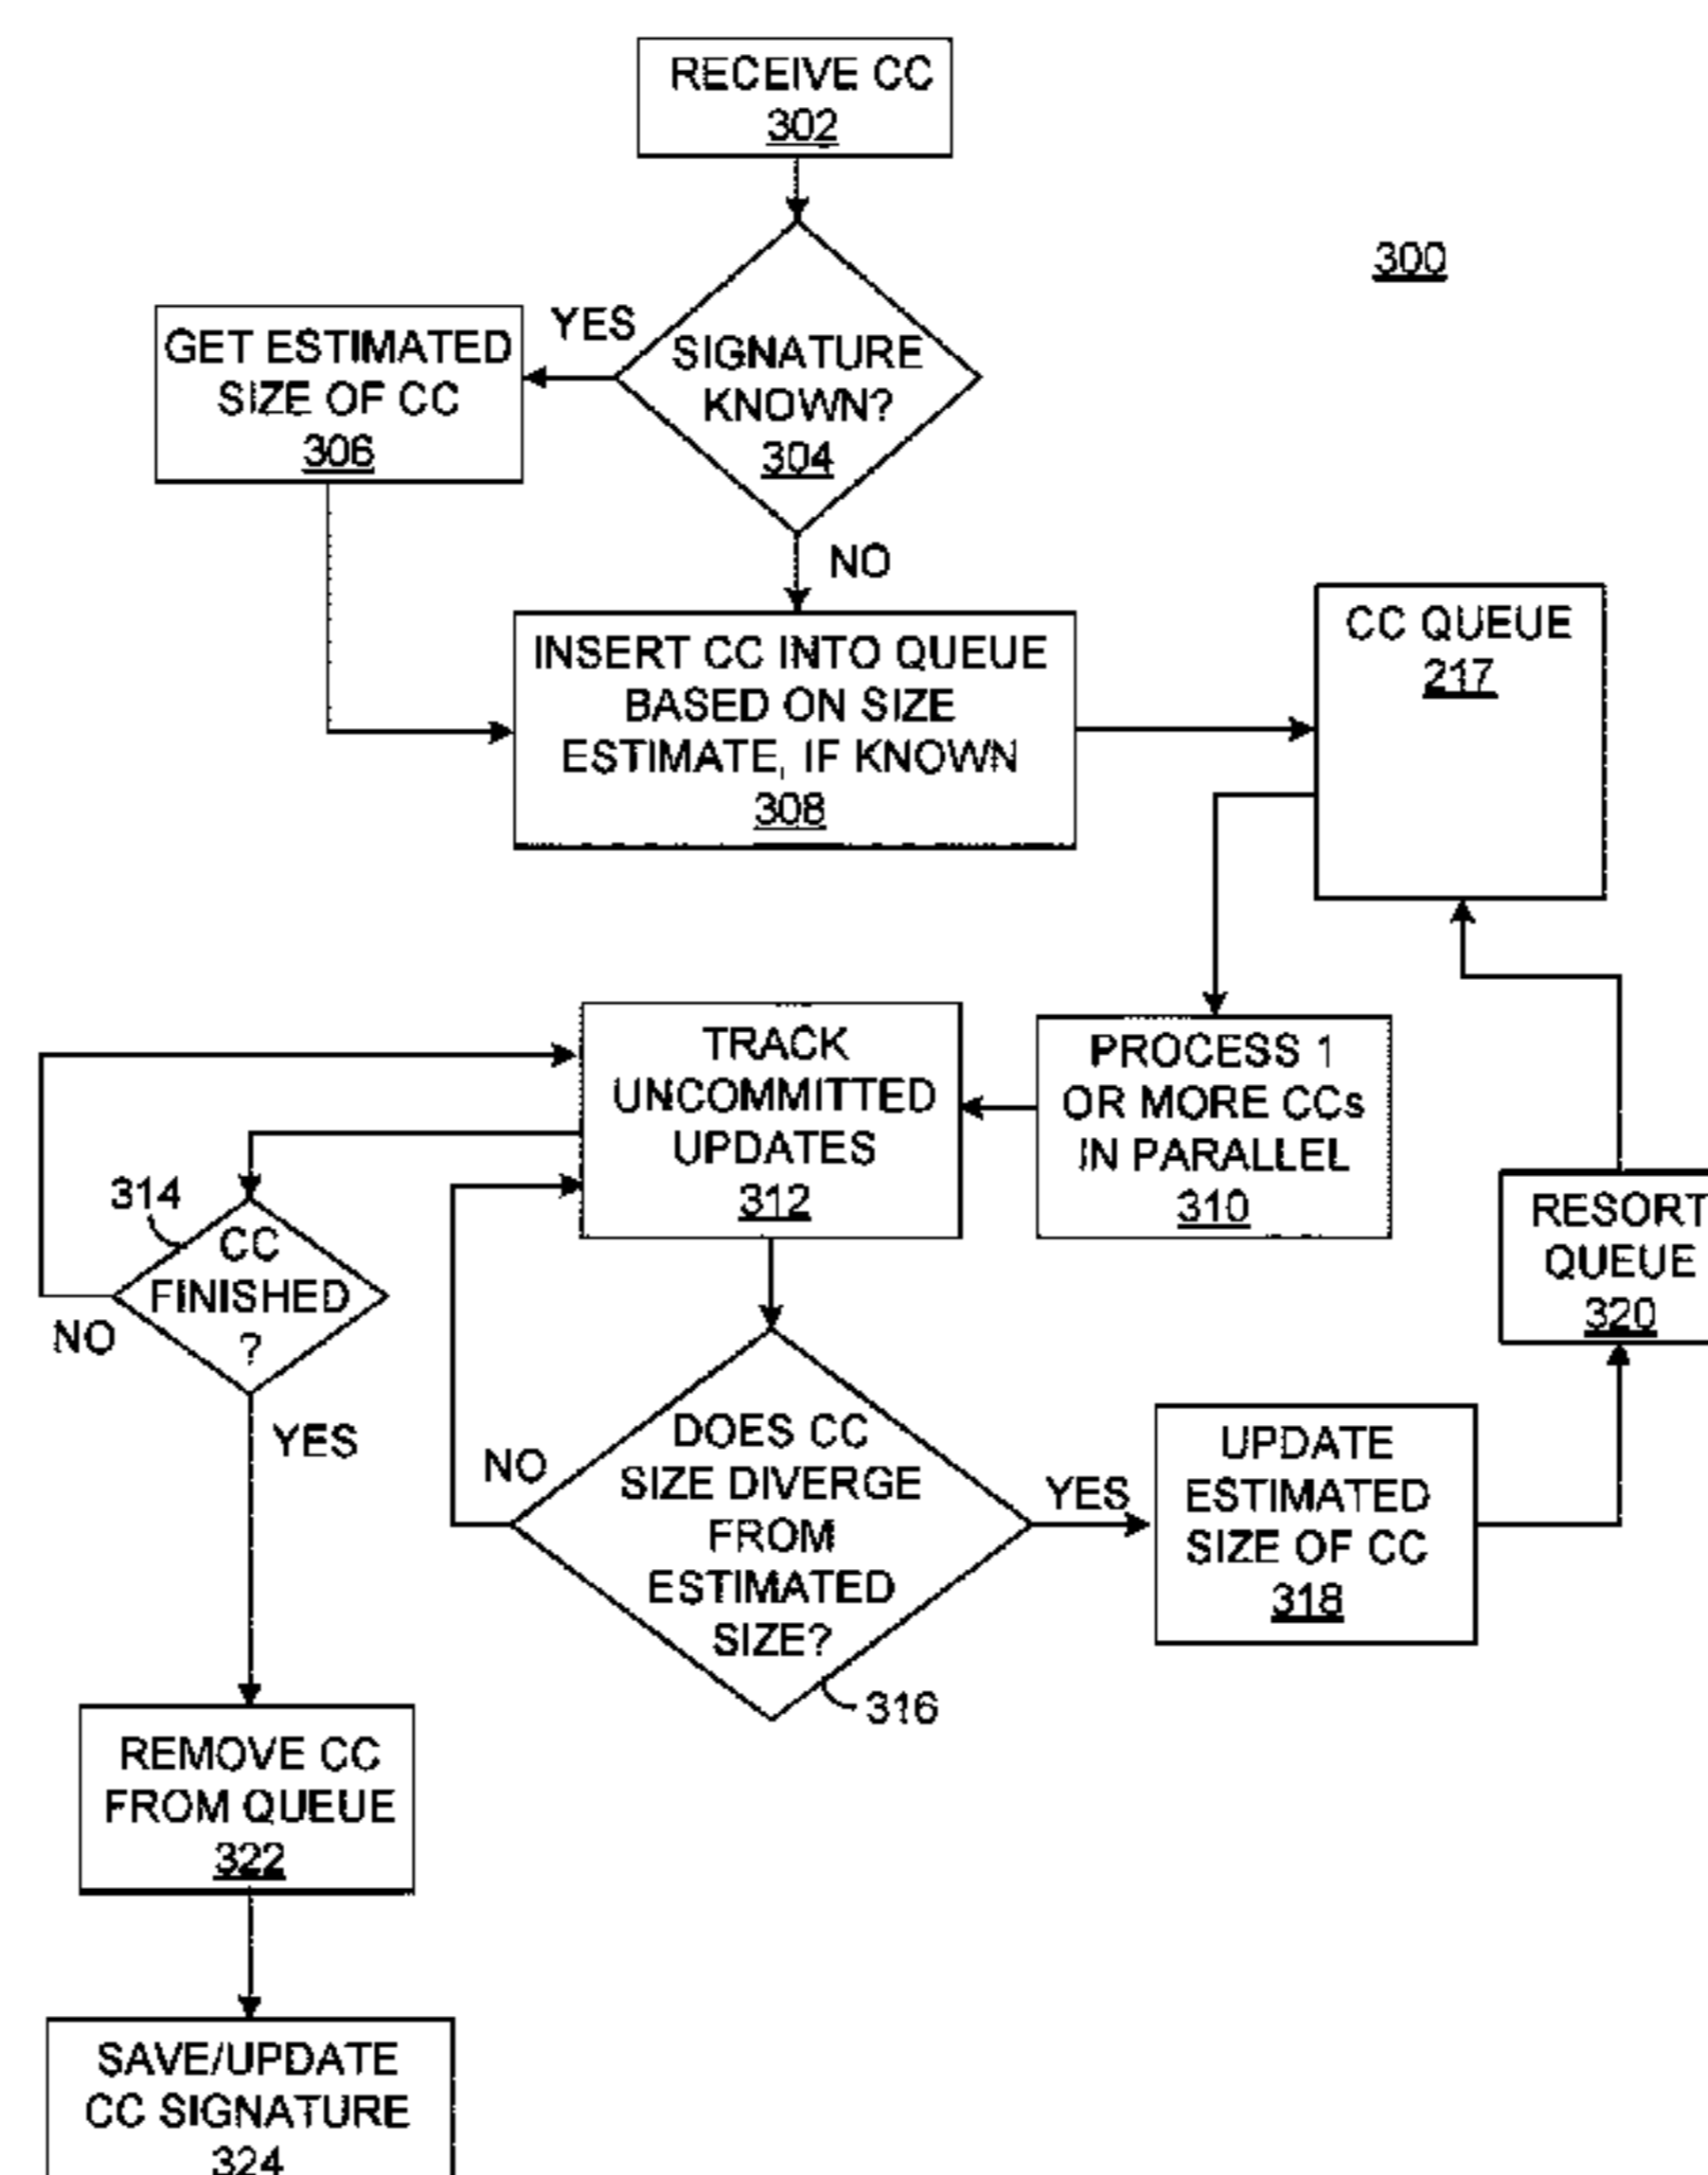 RECEIVE CC
302
300
YES
GET ESTIMATED
SIZE OF CC
306
SIGNATURE
KNOWN?
304
NO
INSERT CC INTO QUEUE
BASED ON SIZE
ESTIMATE, IF KNOWN
308
CC QUEUE
217
TRACK
UNCOMMITTED
UPDATES
312
PROCESS 1
OR MORE CCs
IN PARALLEL
310
RESORT
QUEUE
320
314
CC
FINISHED
?
NO
YES
DOES CC
SIZE DIVERGE
FROM
ESTIMATED
SIZE?
316
NO
YES
UPDATE
ESTIMATED
SIZE OF CC
318
REMOVE CC
FROM QUEUE
322
SAVE/UPDATE
CC SIGNATURE
324